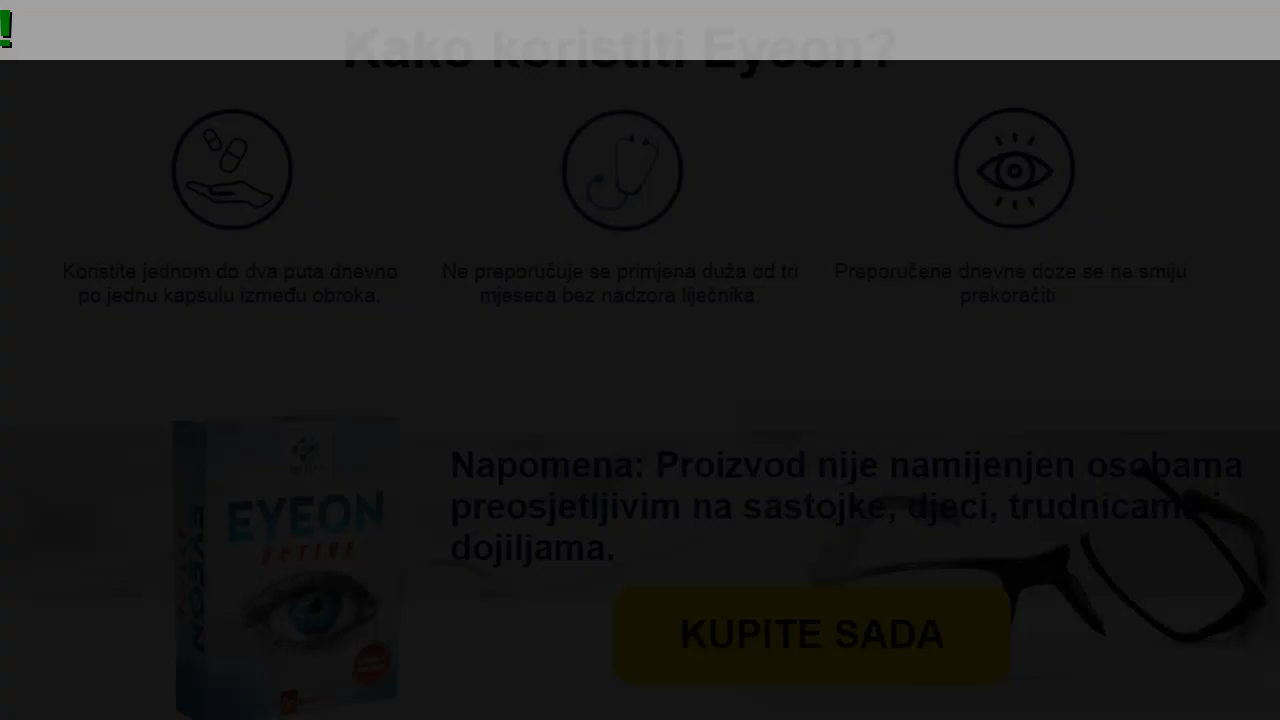 !
Kako koristiti Eyeon?
Koristite jednom do dva puta dnevno
po jednu kapsulu između obroka.
Ne preporučuje se primjena duža od tri
mjeseca bez nadzora liječnika.
Preporučene dnevne doze se ne smiju
prekoračiti
Napomena: Proizvod nije namijenjen osobama
preosjetljivim na sastojke, djeci, trudnicama i
dojiljama.
EYEON
ACTIVE
EYEON
KUPITE SADA